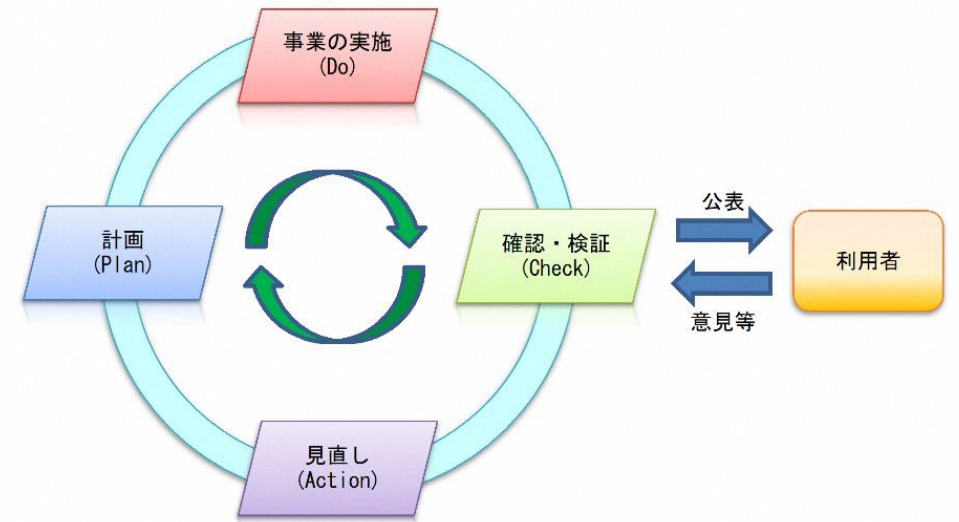 事業の実施
(Do)
計画
(Plan)
確認・検証
(Check)
公表
意見等
利用者
見直し
(Action)